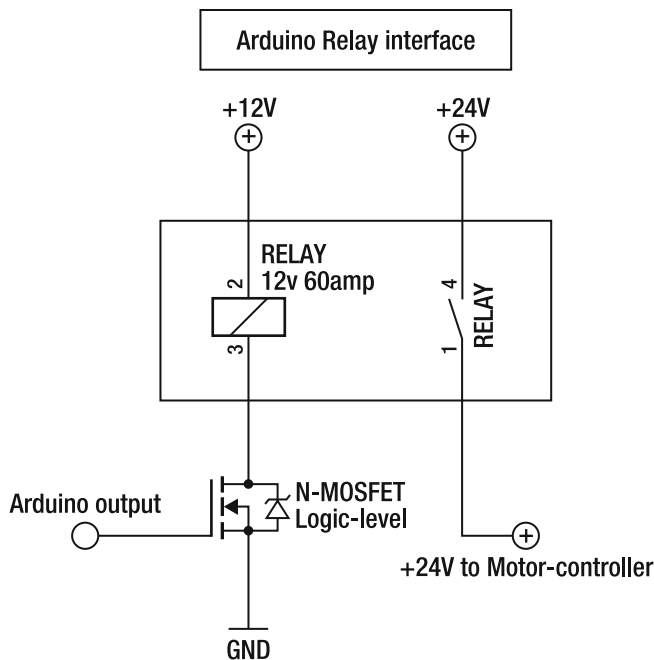 Arduino Relay interface
+12V
+24V
RELAY
12v 60amp
2
3
4
1
RELAY
N-MOSFET
Logic-level
Arduino output
+24V to Motor-controller
GND